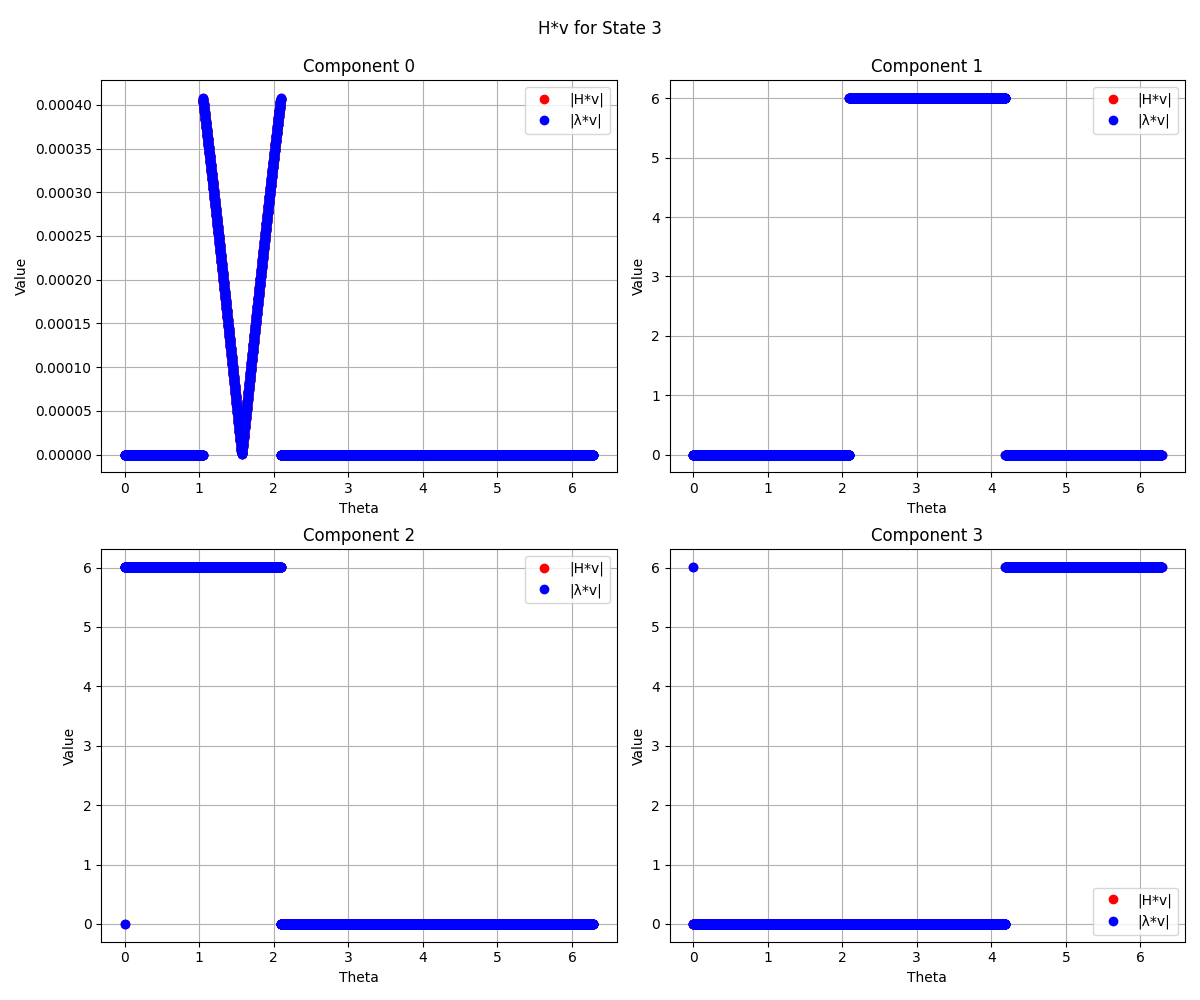 H*v for State 3
Component 0
Value
0.00040
0.00035
0.00030
0.00025
0.00020
0.00015
0.00010
0.00005
0.00000
0 1 2 3 4 5 6
Theta
|H*v|
|λ*v|
Component 1
Value
6
5
4
3
2
1
0
0 1 2 3 4 5 6
Theta
|H*v|
|λ*v|
Component 2
Value
6
5
4
3
2
1
0
0 1 2 3 4 5 6
Theta
|H*v|
|λ*v|
Component 3
Value
6
5
4
3
2
1
0
0 1 2 3 4 5 6
Theta
|H*v|
|λ*v|